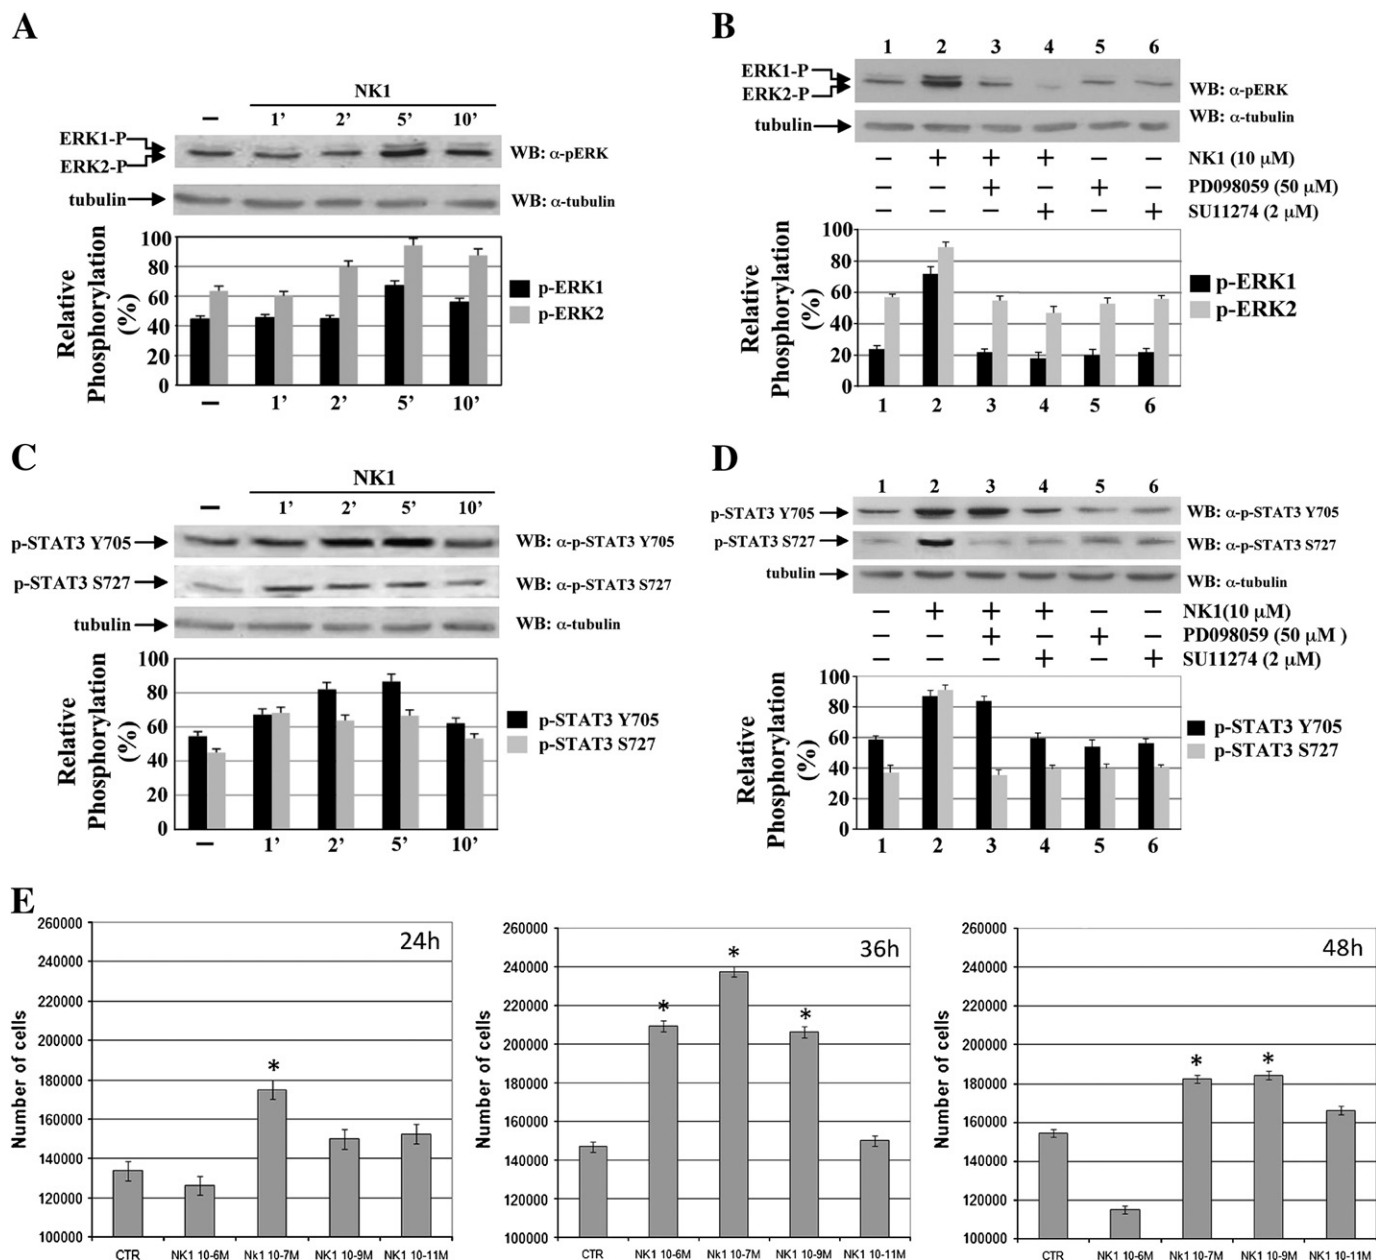 A
NK1
– 1’ 2’ 5’ 10’
ERK1-P
ERK2-P
WB: α-pERK
tubulin
WB: α-tubulin
Relative Phosphorylation (%)
100
80
60
40
20
0
– 1’ 2’ 5’ 10’
p-ERK1
p-ERK2
B
1 2 3 4 5 6
ERK1-P
ERK2-P
WB: α-pERK
tubulin
WB: α-tubulin
– + + + – – NK1 (10 μM)
– – + – + – PD098059 (50 μM)
– – – + – + SU11274 (2 μM)
Relative Phosphorylation (%)
100
80
60
40
20
0
1 2 3 4 5 6
p-ERK1
p-ERK2
C
NK1
– 1’ 2’ 5’ 10’
p-STAT3 Y705
WB: α-p-STAT3 Y705
p-STAT3 S727
WB: α-p-STAT3 S727
tubulin
WB: α-tubulin
Relative Phosphorylation (%)
100
80
60
40
20
0
– 1’ 2’ 5’ 10’
p-STAT3 Y705
p-STAT3 S727
D
1 2 3 4 5 6
p-STAT3 Y705
WB: α-p-STAT3 Y705
p-STAT3 S727
WB: α-p-STAT3 S727
tubulin
WB: α-tubulin
– + + + – – NK1(10 μM)
– – + – + – PD098059 (50 μM )
– – – + – + SU11274 (2 μM)
Relative Phosphorylation (%)
100
80
60
40
20
0
1 2 3 4 5 6
p-STAT3 Y705
p-STAT3 S727
E
24h
Number of cells
260000
240000
220000
200000
180000
160000
140000
120000
100000
*
CTR NK1 10-6M Nk1 10-7M NK1 10-9M NK1 10-11M
36h
Number of cells
260000
240000
220000
200000
180000
160000
140000
120000
100000
* * *
CTR NK1 10-6M Nk1 10-7M NK1 10-9M NK1 10-11M
48h
Number of cells
260000
240000
220000
200000
180000
160000
140000
120000
100000
* *
CTR NK1 10-6M Nk1 10-7M NK1 10-9M NK1 10-11M